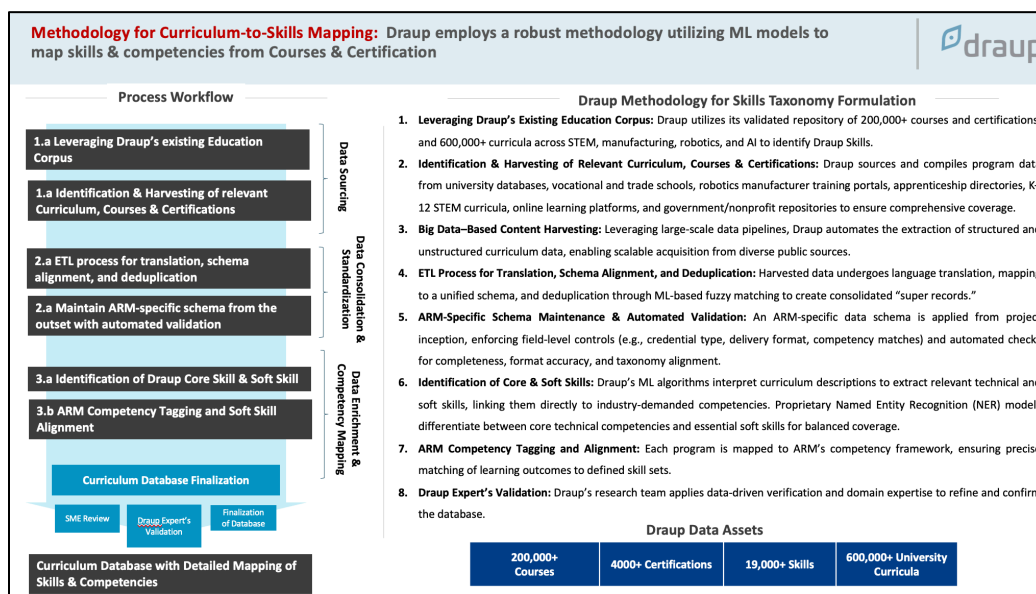 Methodology for Curriculum-to-Skills Mapping: Draup employs a robust methodology utilizing ML models to
map skills & competencies from Courses & Certification
draup
Process Workflow
1.a Leveraging Draup's existing Education
Corpus
1.a Identification & Harvesting of relevant
Curriculum, Courses & Certifications
Data Sourcing
2.a ETL process for translation, schema
alignment, and deduplication
2.a Maintain ARM-specific schema from the
outset with automated validation
Data Consolidation &
Standardization
3.a Identification of Draup Core Skill & Soft Skill
3.b ARM Competency Tagging and Soft Skill
Alignment
Data Enrichment &
Competency Mapping
Curriculum Database Finalization
SME Review
Draup Expert's
Validation
Finalization
of Database
Curriculum Database with Detailed Mapping of
Skills & Competencies
Draup Methodology for Skills Taxonomy Formulation
1. Leveraging Draup's Existing Education Corpus: Draup utilizes its validated repository of 200,000+ courses and certifications
and 600,000+ curricula across STEM, manufacturing, robotics, and AI to identify Draup Skills.
2. Identification & Harvesting of Relevant Curriculum, Courses & Certifications: Draup sources and compiles program dat
from university databases, vocational and trade schools, robotics manufacturer training portals, apprenticeship directories, K-
12 STEM curricula, online learning platforms, and government/nonprofit repositories to ensure comprehensive coverage.
3. Big Data–Based Content Harvesting: Leveraging large-scale data pipelines, Draup automates the extraction of structured and
unstructured curriculum data, enabling scalable acquisition from diverse public sources.
4. ETL Process for Translation, Schema Alignment, and Deduplication: Harvested data undergoes language translation, mapping
to a unified schema, and deduplication through ML-based fuzzy matching to create consolidated “super records.”
5. ARM-Specific Schema Maintenance & Automated Validation: An ARM-specific data schema is applied from projec
inception, enforcing field-level controls (e.g., credential type, delivery format, competency matches) and automated check
for completeness, format accuracy, and taxonomy alignment.
6. Identification of Core & Soft Skills: Draup's ML algorithms interpret curriculum descriptions to extract relevant technical and
soft skills, linking them directly to industry-demanded competencies. Proprietary Named Entity Recognition (NER) model
differentiate between core technical competencies and essential soft skills for balanced coverage.
7. ARM Competency Tagging and Alignment: Each program is mapped to ARM's competency framework, ensuring precise
matching of learning outcomes to defined skill sets.
8. Draup Expert's Validation: Draup's research team applies data-driven verification and domain expertise to refine and confirm
the database.
Draup Data Assets
200,000+
Courses
4000+ Certifications
19,000+ Skills
600,000+ University
Curricula